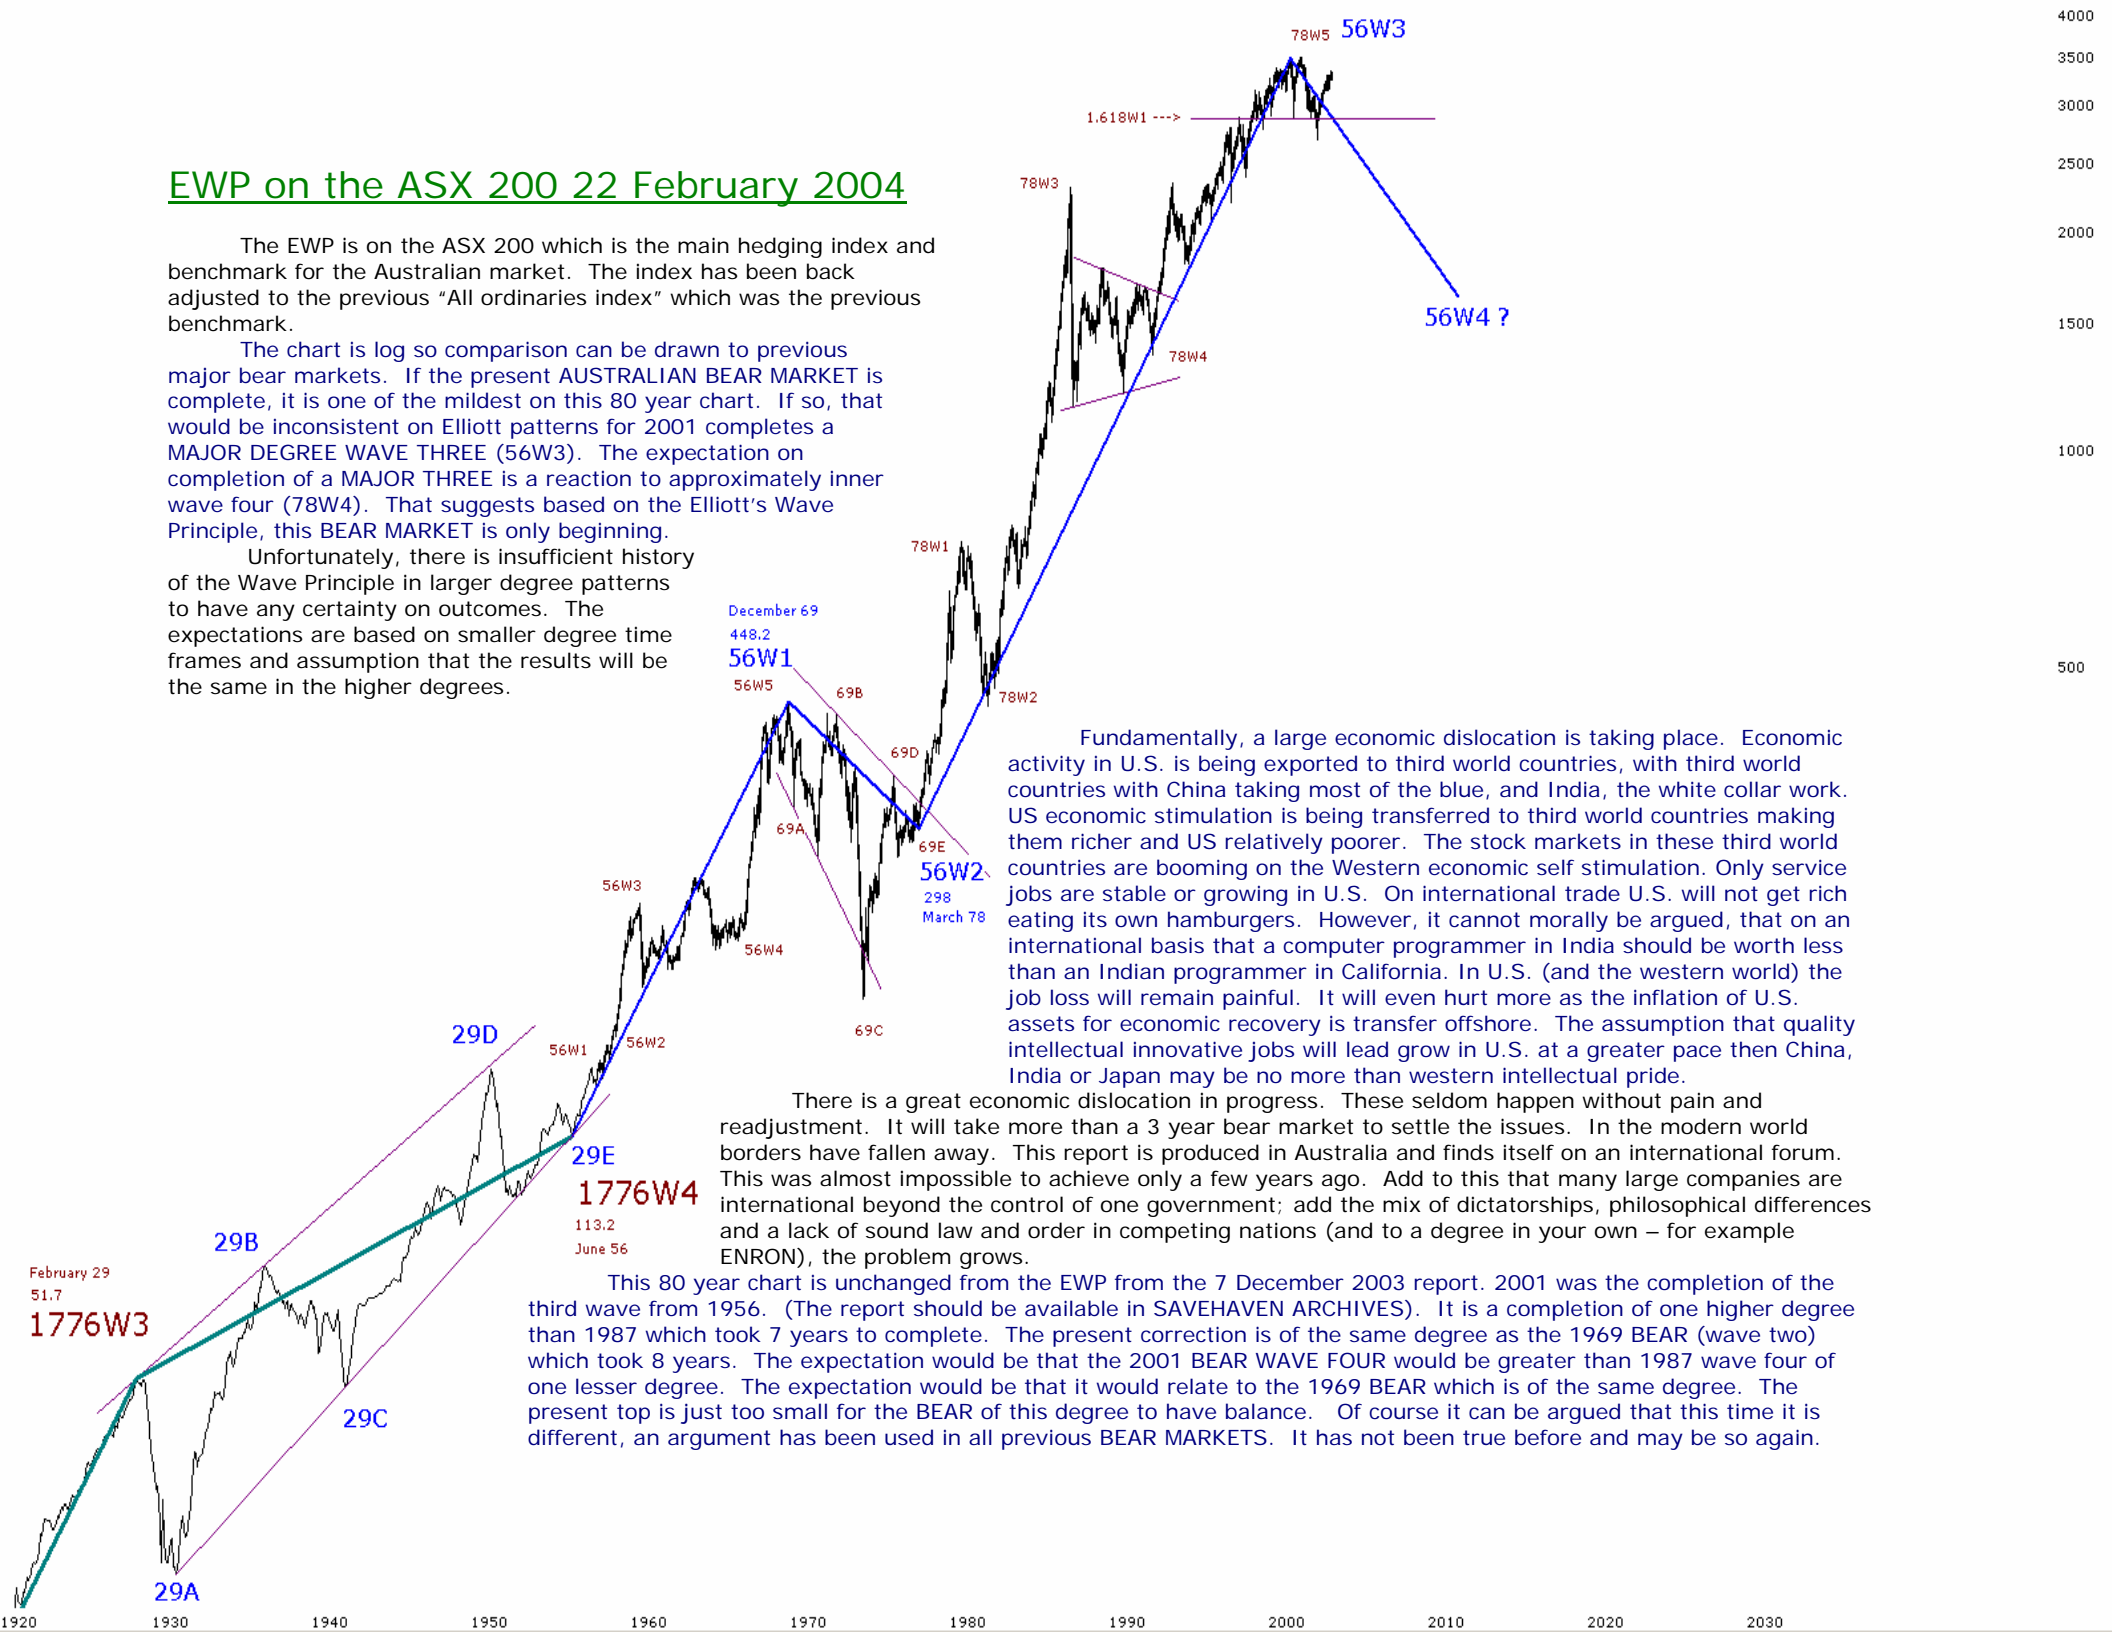 4000
78W5 56W3
3500
3000
1.618W1 --->
2500
EWP on the ASX 200 22 February 2004
78W3
2000
The EWP is on the ASX 200 which is the main hedging index and
benchmark for the Australian market.  The index has been back
adjusted to the previous “All ordinaries index” which was the previous
benchmark.
56W4 ?
1500
The chart is log so comparison can be drawn to previous
major bear markets.  If the present AUSTRALIAN BEAR MARKET is
complete, it is one of the mildest on this 80 year chart.  If so, that
would be inconsistent on Elliott patterns for 2001 completes a
MAJOR DEGREE WAVE THREE (56W3).  The expectation on
completion of a MAJOR THREE is a reaction to approximately inner
wave four (78W4).  That suggests based on the Elliott’s Wave
Principle, this BEAR MARKET is only beginning.
78W4
1000
Unfortunately, there is insufficient history
of the Wave Principle in larger degree patterns
to have any certainty on outcomes.  The
expectations are based on smaller degree time
frames and assumption that the results will be
the same in the higher degrees.
78W1
December 69
448.2
56W1
56W5
69B
500
78W2
69D
69A
69E
56W2
298
March 78
56W3
56W4
69C
Fundamentally, a large economic dislocation is taking place.  Economic
activity in U.S. is being exported to third world countries, with third world
countries with China taking most of the blue, and India, the white collar work.
US economic stimulation is being transferred to third world countries making
them richer and US relatively poorer.  The stock markets in these third world
countries are booming on the Western economic self stimulation. Only service
jobs are stable or growing in U.S.  On international trade U.S. will not get rich
eating its own hamburgers.  However, it cannot morally be argued, that on an
international basis that a computer programmer in India should be worth less
than an Indian programmer in California. In U.S. (and the western world) the
job loss will remain painful.  It will even hurt more as the inflation of U.S.
assets for economic recovery is transfer offshore.  The assumption that quality
intellectual innovative jobs will lead grow in U.S. at a greater pace then China,
India or Japan may be no more than western intellectual pride.
29D
56W1
56W2
There is a great economic dislocation in progress.  These seldom happen without pain and
readjustment.  It will take more than a 3 year bear market to settle the issues.  In the modern world
borders have fallen away.  This report is produced in Australia and finds itself on an international forum.
This was almost impossible to achieve only a few years ago.  Add to this that many large companies are
international beyond the control of one government; add the mix of dictatorships, philosophical differences
and a lack of sound law and order in competing nations (and to a degree in your own – for example
ENRON), the problem grows.
29E
1776W4
113.2
June 56
29B
February 29
51.7
1776W3
This 80 year chart is unchanged from the EWP from the 7 December 2003 report. 2001 was the completion of the
third wave from 1956.  (The report should be available in SAVEHAVEN ARCHIVES).  It is a completion of one higher degree
than 1987 which took 7 years to complete.  The present correction is of the same degree as the 1969 BEAR (wave two)
which took 8 years.  The expectation would be that the 2001 BEAR WAVE FOUR would be greater than 1987 wave four of
one lesser degree.  The expectation would be that it would relate to the 1969 BEAR which is of the same degree.  The
present top is just too small for the BEAR of this degree to have balance.   Of course it can be argued that this time it is
different, an argument has been used in all previous BEAR MARKETS.  It has not been true before and may be so again.
29C
29A
1920 1930 1940 1950 1960 1970 1980 1990 2000 2010 2020 2030